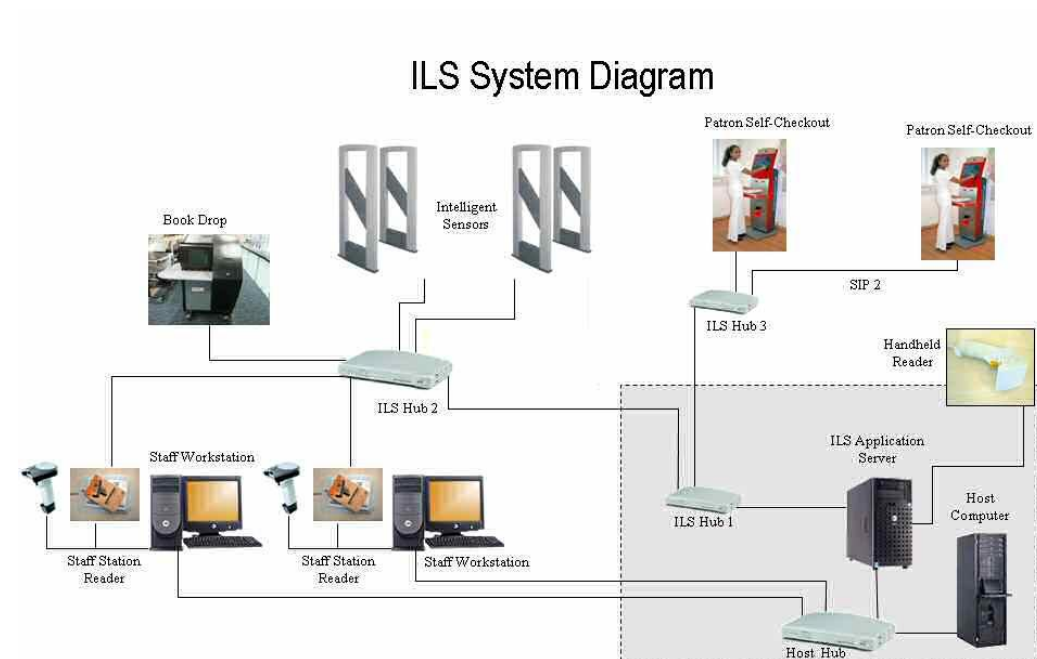 ILS System Diagram
Patron Self-Checkout
Patron Self-Checkout
Intelligent
Sensors
Book Drop
SIP 2
ILS Hub 3
Handheld
Reader
ILS Hub 2
ILS Application
Server
Staff Workstation
Host
Computer
ILS Hub 1
Staff Station
Reader
Staff Station
Reader
Staff Workstation
Host Hub